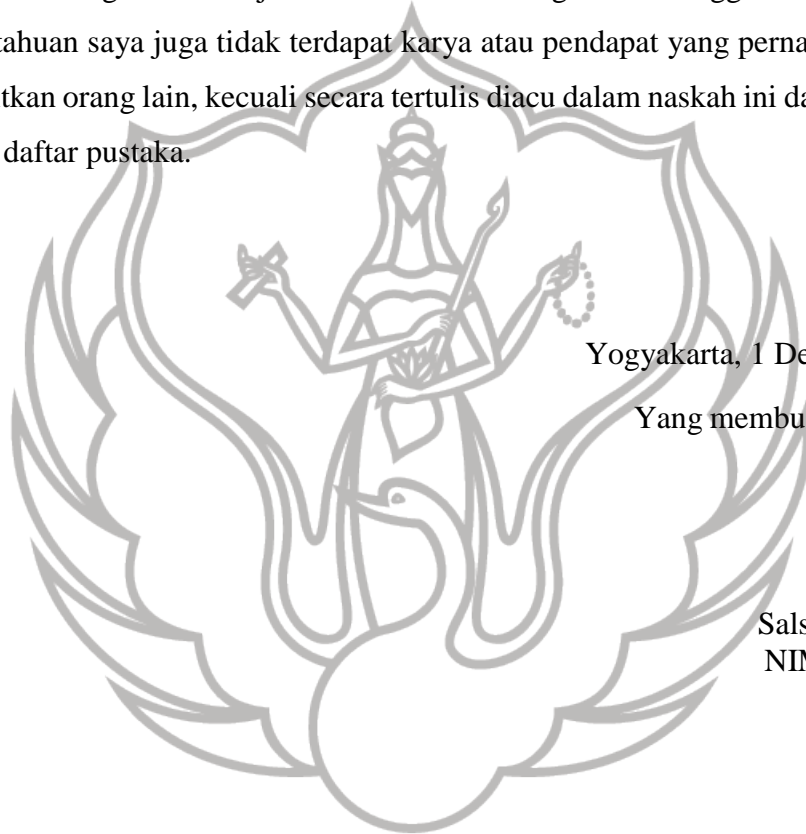 tahuan saya juga tidak terdapat karya atau pendapat yang perna
tkan orang lain, kecuali secara tertulis diacu dalam naskah ini da
daftar pustaka.
Yogyakarta, 1 De
Yang membu
Sals
NIM